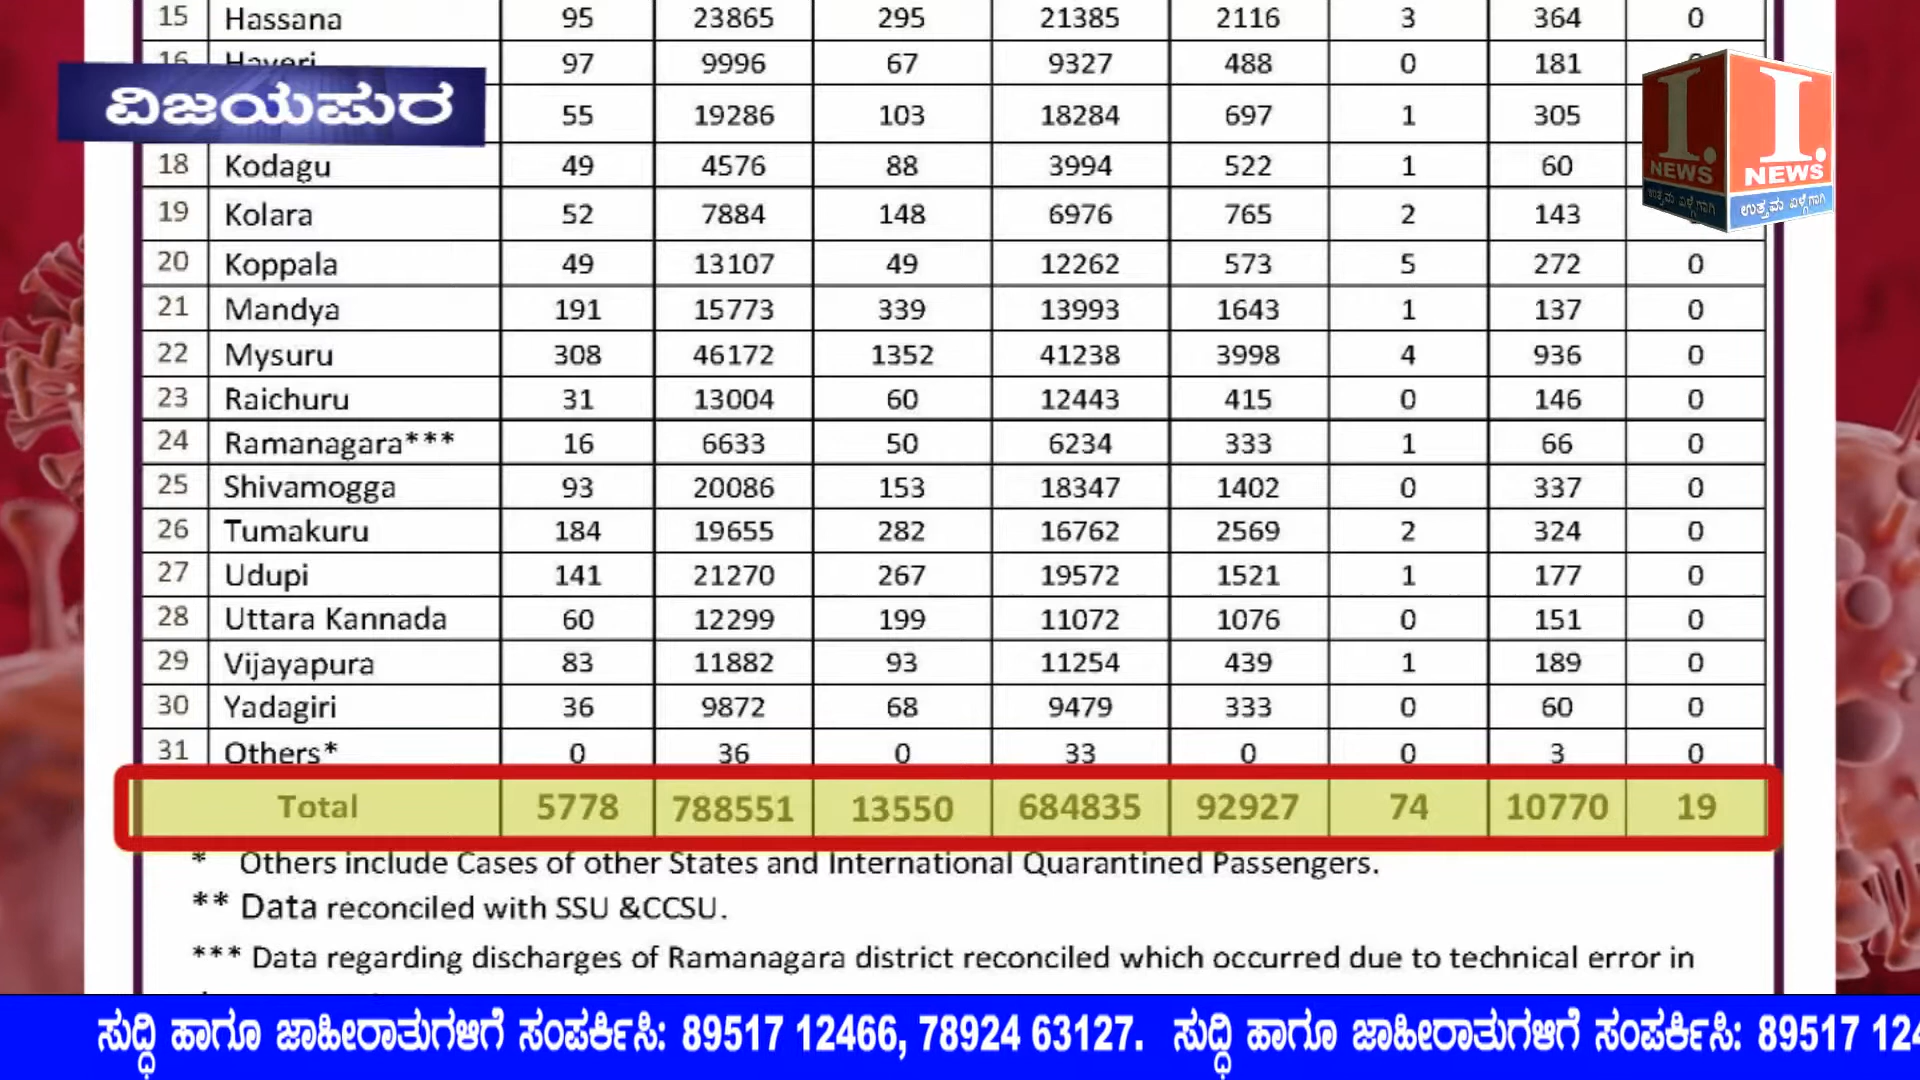 15 Hassana 95 23865 295 21385 2116 3 364 0
16 Haveri 97 9996 67 9327 488 0 181
ವಿಜಯಪುರ 55 19286 103 18284 697 1 305
18 Kodagu 49 4576 88 3994 522 1 60
19 Kolara 52 7884 148 6976 765 2 143
I. NEWS I. NEWS
ಉತ್ತಮ ಏಳ್ಗೆಗಾಗಿ ಉತ್ತಮ ಏಳ್ಗೆಗಾಗಿ
20 Koppala 49 13107 49 12262 573 5 272 0
21 Mandya 191 15773 339 13993 1643 1 137 0
22 Mysuru 308 46172 1352 41238 3998 4 936 0
23 Raichuru 31 13004 60 12443 415 0 146 0
24 Ramanagara*** 16 6633 50 6234 333 1 66 0
25 Shivamogga 93 20086 153 18347 1402 0 337 0
26 Tumakuru 184 19655 282 16762 2569 2 324 0
27 Udupi 141 21270 267 19572 1521 1 177 0
28 Uttara Kannada 60 12299 199 11072 1076 0 151 0
29 Vijayapura 83 11882 93 11254 439 1 189 0
30 Yadagiri 36 9872 68 9479 333 0 60 0
31 Others* 0 36 0 33 0 0 3 0
Total 5778 788551 13550 684835 92927 74 10770 19
* Others include Cases of other States and International Quarantined Passengers.
** Data reconciled with SSU &CCSU.
*** Data regarding discharges of Ramanagara district reconciled which occurred due to technical error in
ಸುದ್ಧಿ ಹಾಗೂ ಜಾಹೀರಾತುಗಳಿಗೆ ಸಂಪರ್ಕಿಸಿ: 89517 12466, 78924 63127. ಸುದ್ಧಿ ಹಾಗೂ ಜಾಹೀರಾತುಗಳಿಗೆ ಸಂಪರ್ಕಿಸಿ: 89517 124